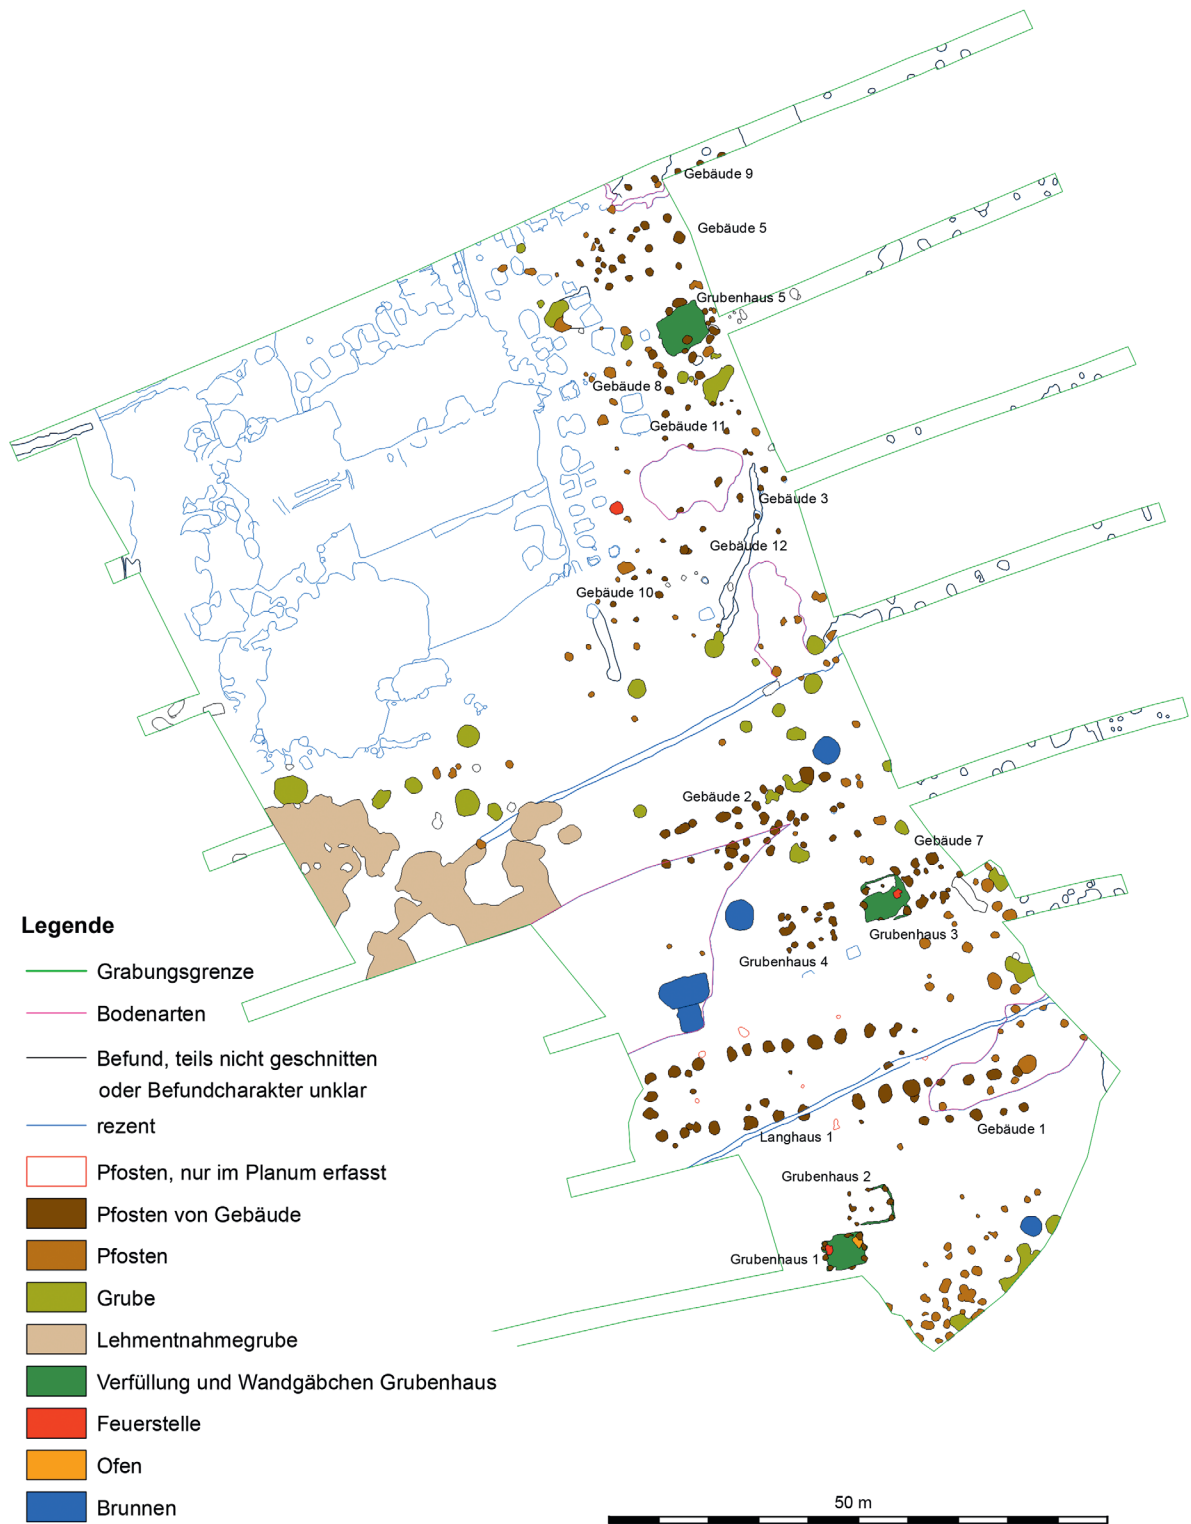 Gebäude 9
Gebäude 5
Grubenhaus 5
Gebäude 8
Gebäude 11
Gebäude 3
Gebäude 12
Gebäude 10
Gebäude 2
Gebäude 7
Grubenhaus 3
Grubenhaus 4
Langhaus 1
Gebäude 1
Grubenhaus 2
Grubenhaus 1
Legende
Grabungsgrenze
Bodenarten
Befund, teils nicht geschnitten
oder Befundcharakter unklar
rezent
Pfosten, nur im Planum erfasst
Pfosten von Gebäude
Pfosten
Grube
Lehmentnahmegrube
Verfüllung und Wandgäbchen Grubenhaus
Feuerstelle
Ofen
Brunnen
50 m